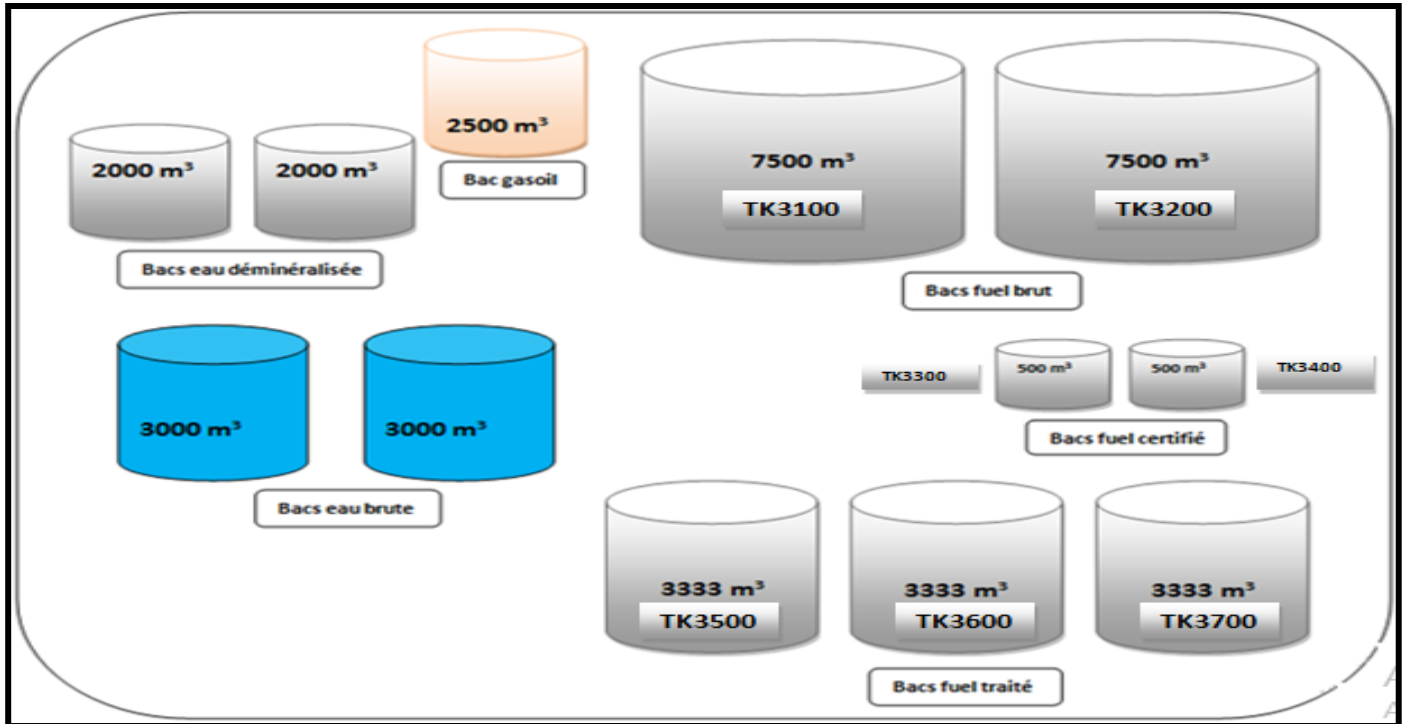 2500 m³
Bac gasoil
2000 m³
2000 m³
Bacs eau déminéralisée
7500 m³
TK3100
7500 m³
TK3200
Bacs fuel brut
3000 m³
3000 m³
Bacs eau brute
TK3300
500 m³
500 m³
TK3400
Bacs fuel certifié
3333 m³
TK3500
3333 m³
TK3600
3333 m³
TK3700
Bacs fuel traité
A
A